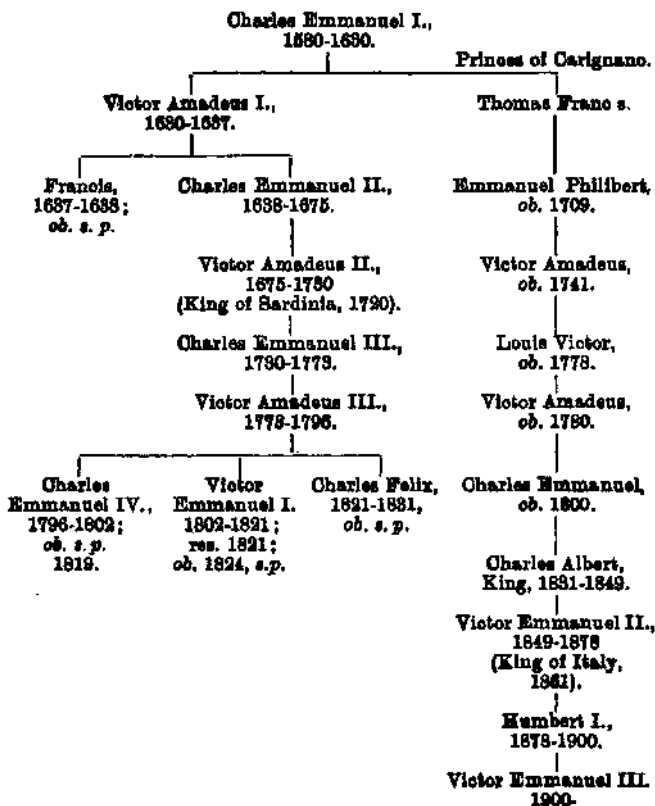 Charles Emmanuel I.,
1580-1630.
Princes of Carignano.
Victor Amadeus I.,
1630-1637.
Thomas Franc s.
Francis,
1637-1638;
ob. s. p.
Charles Emmanuel II.,
1638-1675.
Emmanuel Philibert,
ob. 1709.
Victor Amadeus II.,
1675-1730
(King of Sardinia, 1720).
Victor Amadeus,
ob. 1741.
Charles Emmanuel III.,
1730-1773.
Louis Victor,
ob. 1778.
Victor Amadeus III.,
1773-1796.
Victor Amadeus,
ob. 1780.
Charles
Emmanuel IV.,
1796-1802;
ob. s. p.
1819.
Victor
Emmanuel I.
1802-1821;
res. 1821;
ob. 1824, s.p.
Charles Felix,
1821-1831,
ob. s. p.
Charles Emmanuel,
ob. 1800.
Charles Albert,
King, 1831-1849.
Victor Emmanuel II.,
1849-1878
(King of Italy,
1861).
Humbert I.,
1878-1900.
Victor Emmanuel III.
1900-